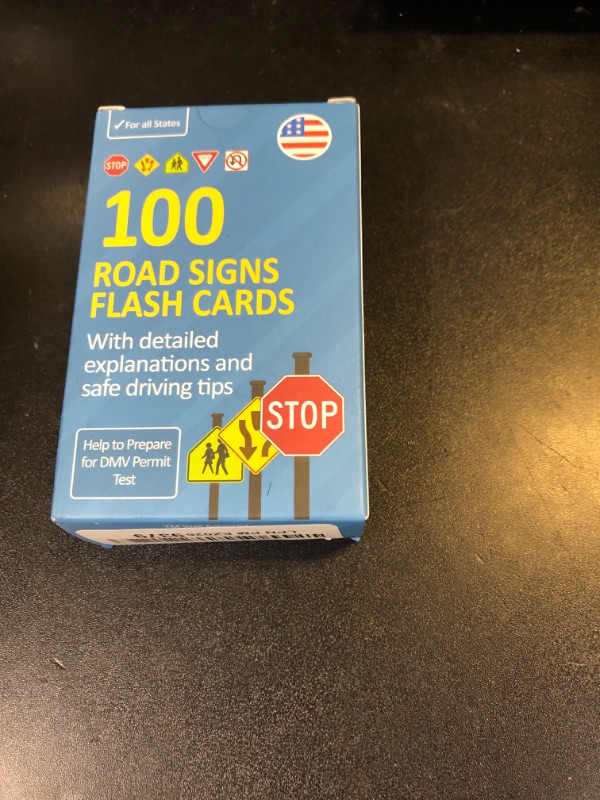 ✓For all States
STOP
100
ROAD SIGNS
FLASH CARDS
With detailed
explanations and
safe driving tips
STOP
Help to Prepare
for DMV Permit
Test